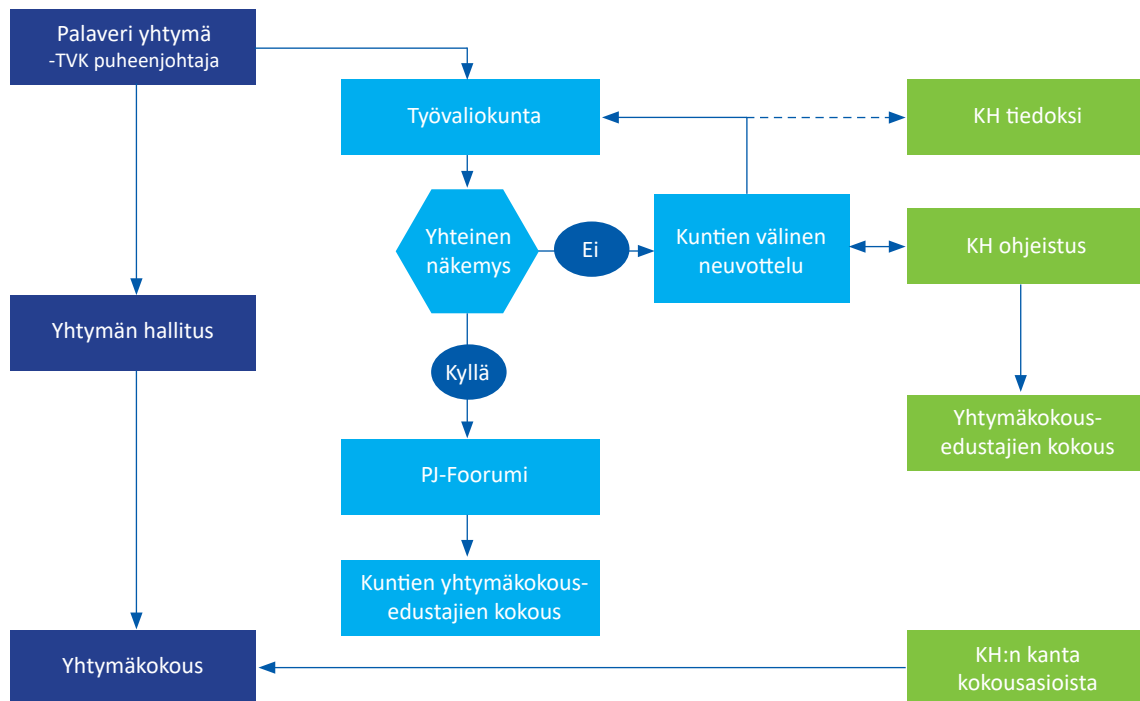 Palaveri yhtymä
-TVK puheenjohtaja
Työvaliokunta
KH tiedoksi
Yhteinen
näkemys
Ei
Kuntien välinen
neuvottelu
KH ohjeistus
Yhtymän hallitus
Kyllä
Yhtymäkokous-
edustajien kokous
PJ-Foorumi
Kuntien yhtymäkokous-
edustajien kokous
Yhtymäkokous
KH:n kanta
kokousasioista